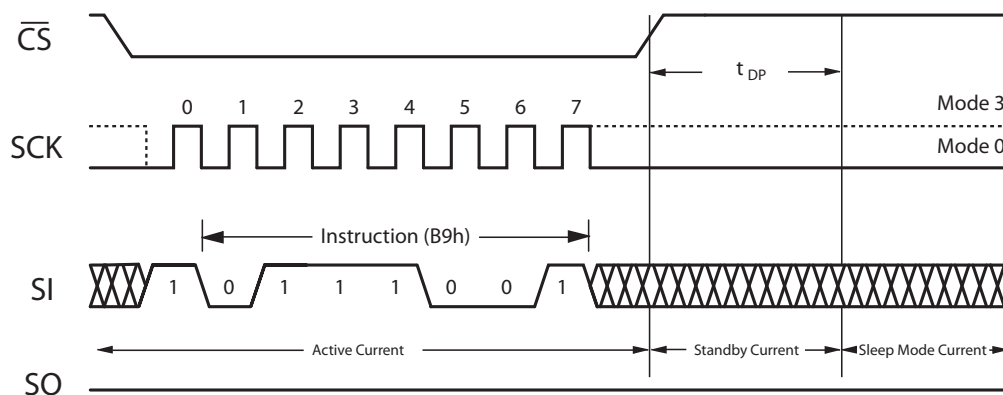 CS
t DP
0 1 2 3 4 5 6 7
Mode 3
SCK
Mode 0
Instruction (B9h)
SI
1 0 1 1 1 0 0 1
Active Current
Standby Current
Sleep Mode Current
SO